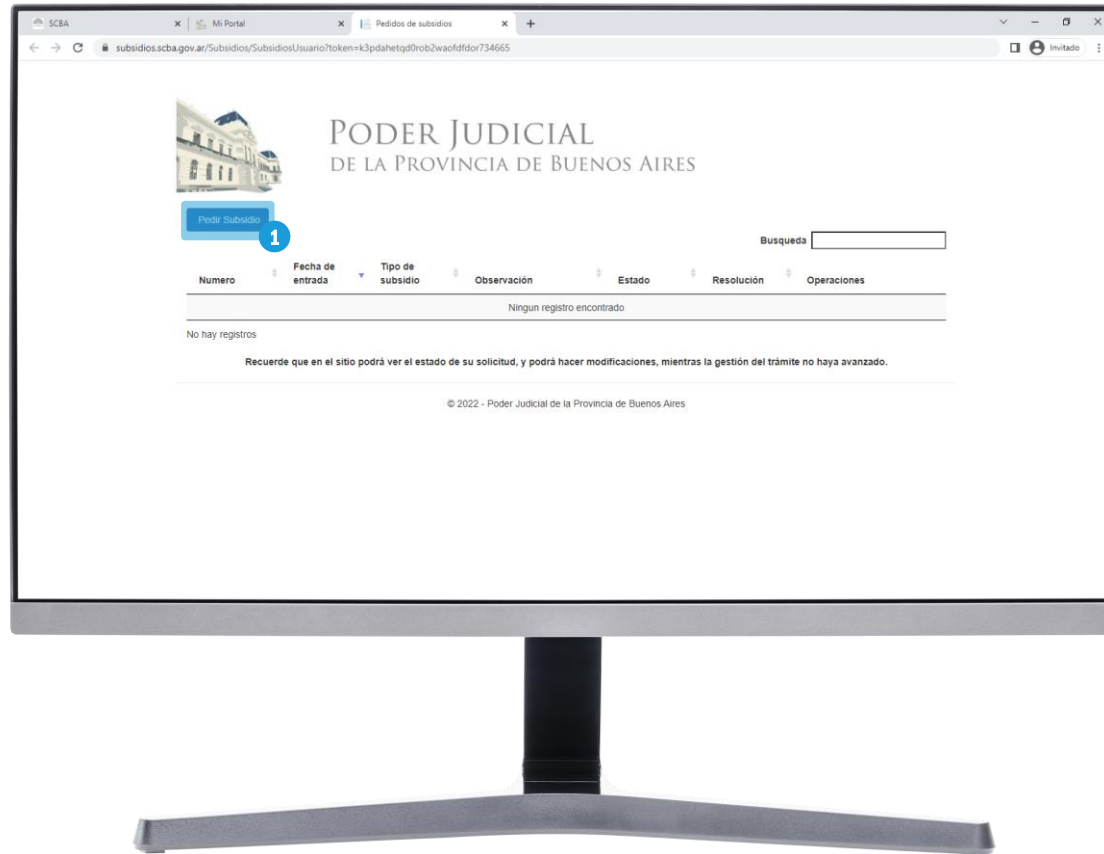 SCBA
Mi Portal
Pedidos de subsidios
subsidios.scba.gov.ar/Subsidios/SubsidiosUsuario?token=k3pdahetqd0rob2waofdfdor734665
Invitado
PODER JUDICIAL
DE LA PROVINCIA DE BUENOS AIRES
Pedir Subsidio
1
Busqueda
Numero Fecha de entrada Tipo de subsidio Observación Estado Resolución Operaciones
Ningun registro encontrado
No hay registros
Recuerde que en el sitio podrá ver el estado de su solicitud, y podrá hacer modificaciones, mientras la gestión del trámite no haya avanzado.
© 2022 - Poder Judicial de la Provincia de Buenos Aires